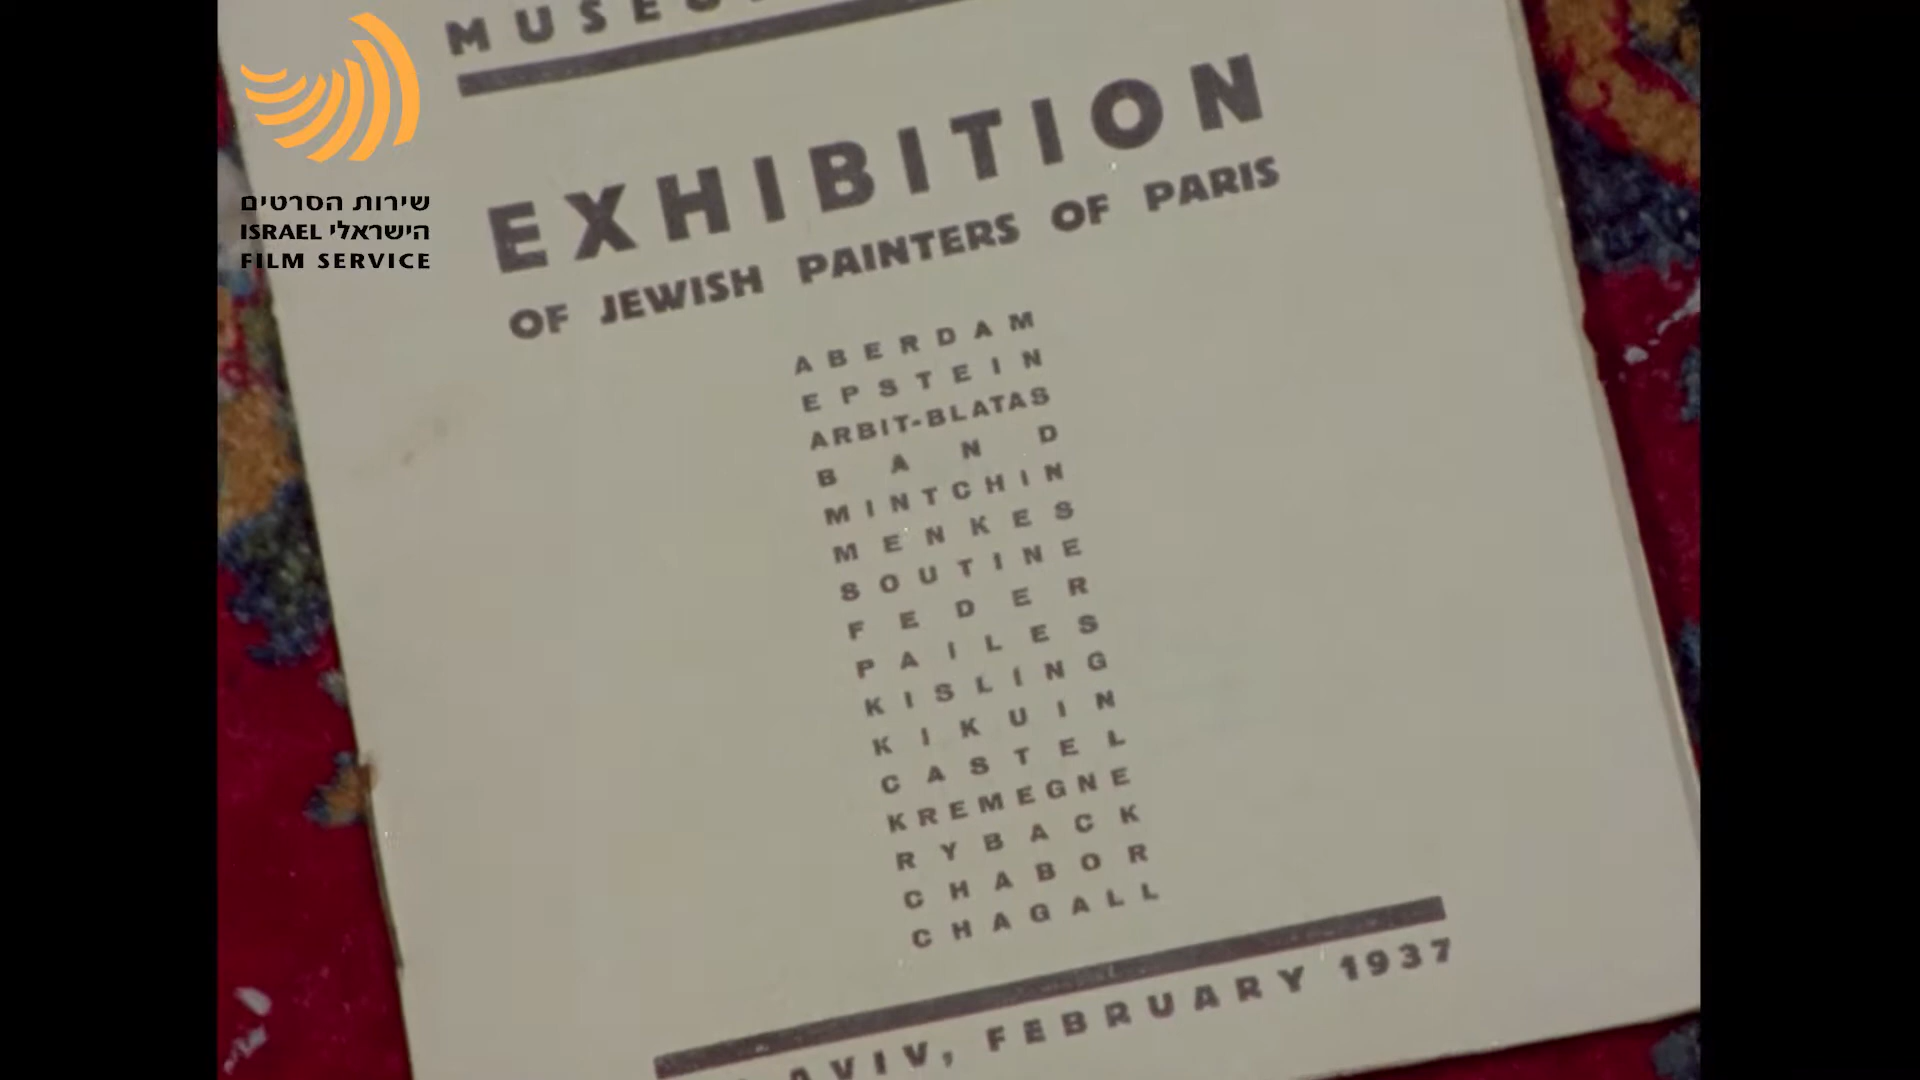 שירות הסרטים
הישראלי ISRAEL
FILM SERVICE
EXHIBITION
OF JEWISH PAINTERS OF PARIS
ABERDAM
EPSTEIN
ARBIT-BLATAS
BAND
MINTCHIN
MENKES
SOUTINE
FEDER
PAILES
KISLING
KIKUIN
CASTEL
KREMEGNE
RYBACK
CHABOR
CHAGALL
AVIV, FEBRUARY 1937